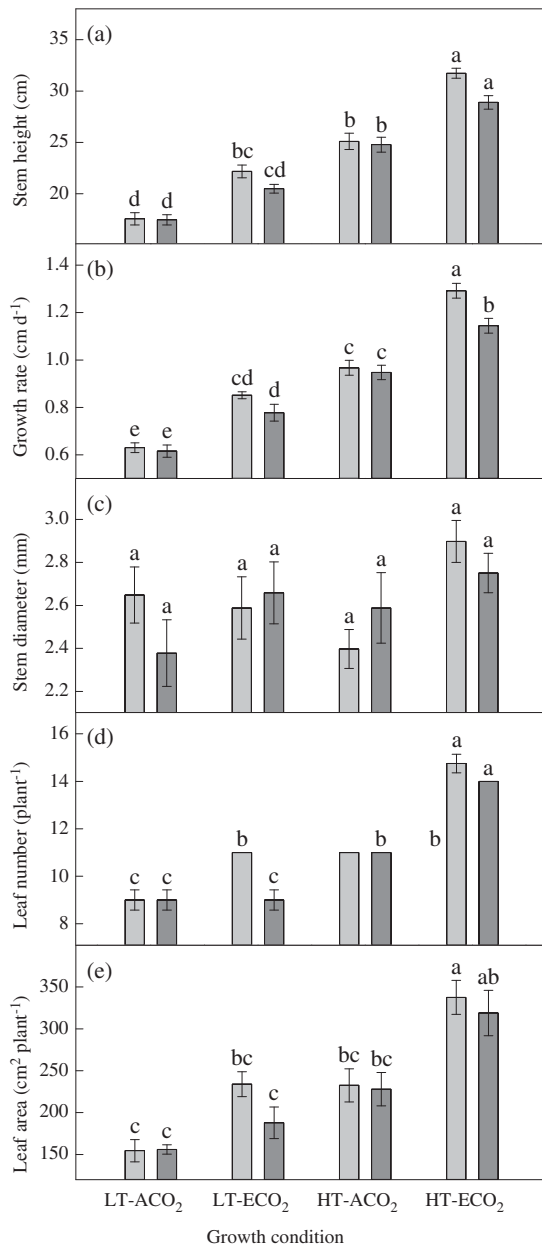 (a)
Stem height (cm)
35
30
25
20
d d bc cd b b a a
(b)
Growth rate (cm d-1)
1.4
1.2
1.0
0.8
0.6
e e cd d c c a b
(c)
Stem diameter (mm)
3.0
2.8
2.6
2.4
2.2
a a a a a a a a
(d)
Leaf number (plant-1)
16
14
12
10
8
c c b c b b a a
(e)
Leaf area (cm² plant-1)
350
300
250
200
150
c c bc c bc bc a ab
LT-ACO₂ LT-ECO₂ HT-ACO₂ HT-ECO₂
Growth condition